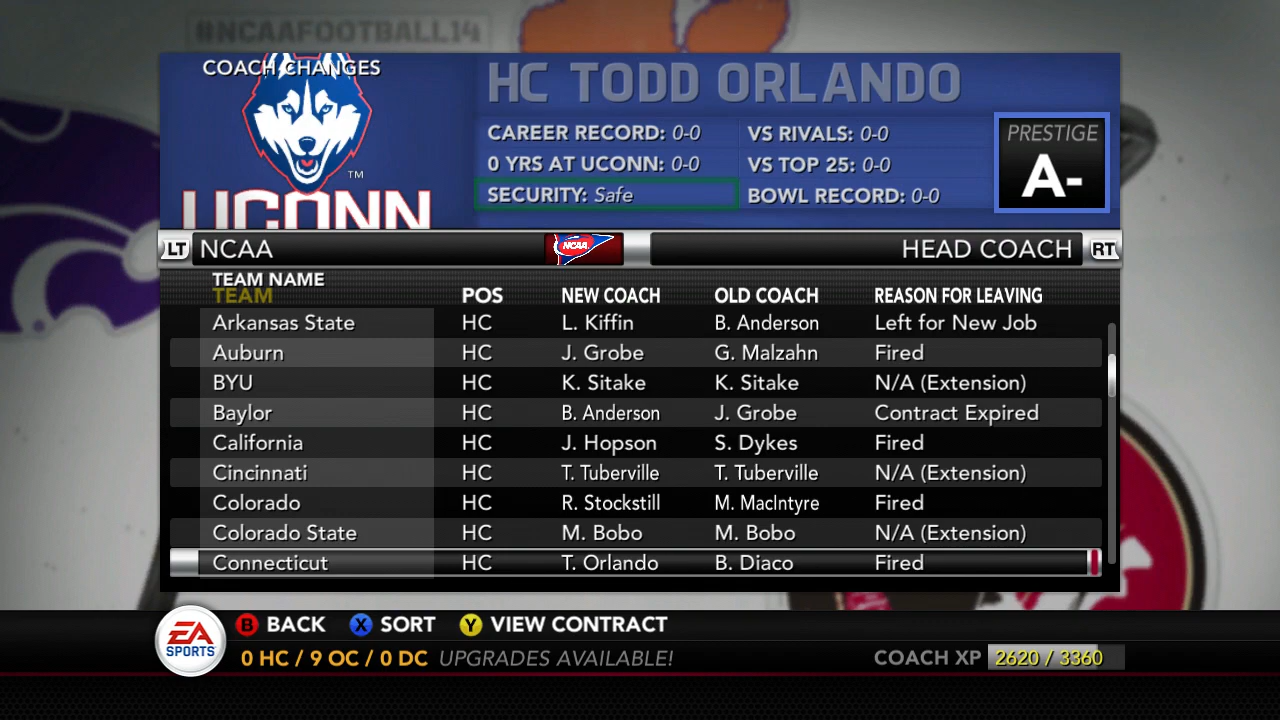 #NCAAFOOTBALL14
COACH CHANGES
HC TODD ORLANDO
CAREER RECORD: 0-0
VS RIVALS: 0-0
0 YRS AT UCONN: 0-0
VS TOP 25: 0-0
SECURITY: Safe
BOWL RECORD: 0-0
PRESTIGE
A-
TM
UCONN
LT NCAA
NCAA
HEAD COACH RT
TEAM NAME
TEAM POS NEW COACH OLD COACH REASON FOR LEAVING
Arkansas State HC L. Kiffin B. Anderson Left for New Job
Auburn HC J. Grobe G. Malzahn Fired
BYU HC K. Sitake K. Sitake N/A (Extension)
Baylor HC B. Anderson J. Grobe Contract Expired
California HC J. Hopson S. Dykes Fired
Cincinnati HC T. Tuberville T. Tuberville N/A (Extension)
Colorado HC R. Stockstill M. MacIntyre Fired
Colorado State HC M. Bobo M. Bobo N/A (Extension)
Connecticut HC T. Orlando B. Diaco Fired
EA
SPORTS
B BACK X SORT Y VIEW CONTRACT
0 HC / 9 OC / 0 DC UPGRADES AVAILABLE!
COACH XP 2620 / 3360